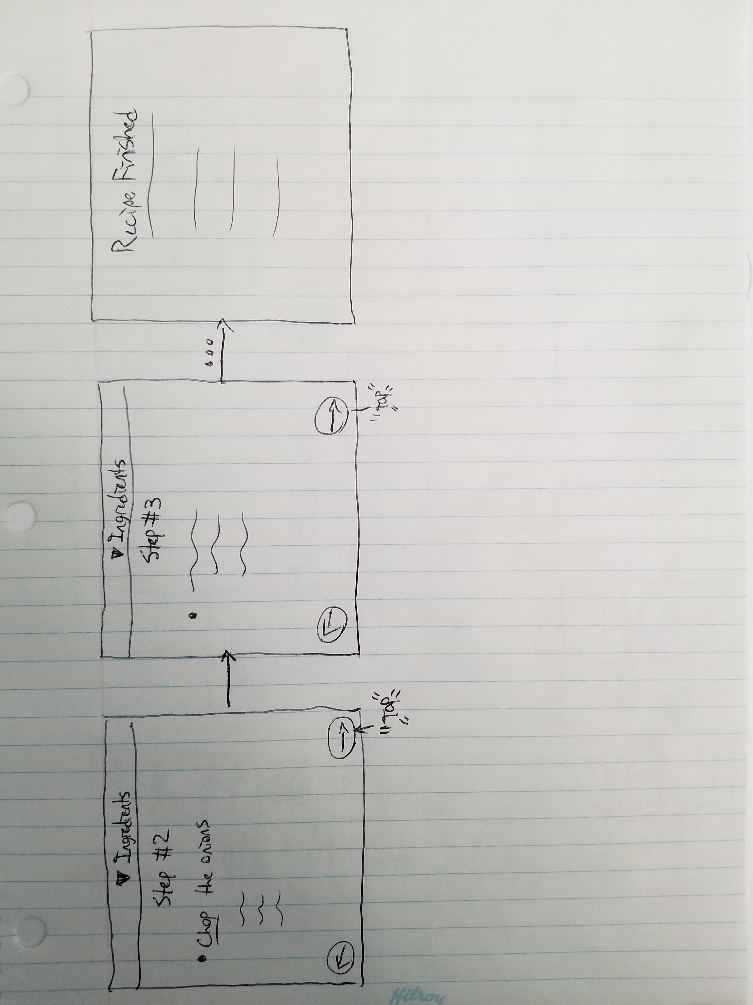 ▼ Ingredients
Step #2
• Chop the onions
"Tap"
▼ Ingredients
Step #3
"Tap"
Recipe Finished
Hilroy